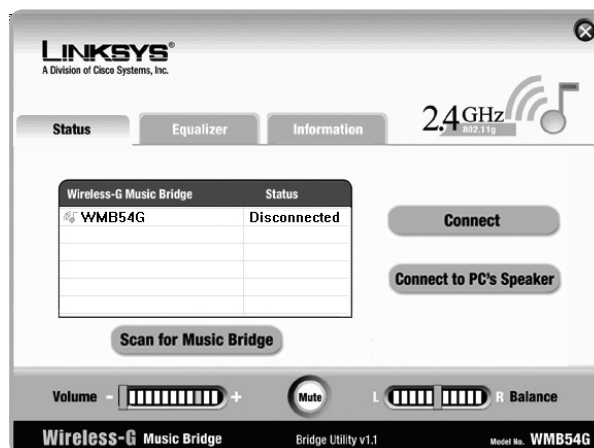 LINKSYS®
A Division of Cisco Systems, Inc.
2.4GHz
802.11g
Status Equalizer Information
Wireless-G Music Bridge Status
WMB54G Disconnected
Connect
Connect to PC's Speaker
Scan for Music Bridge
Volume - + Mute L R Balance
Wireless-G Music Bridge Bridge Utility v1.1 Model No. WMB54G